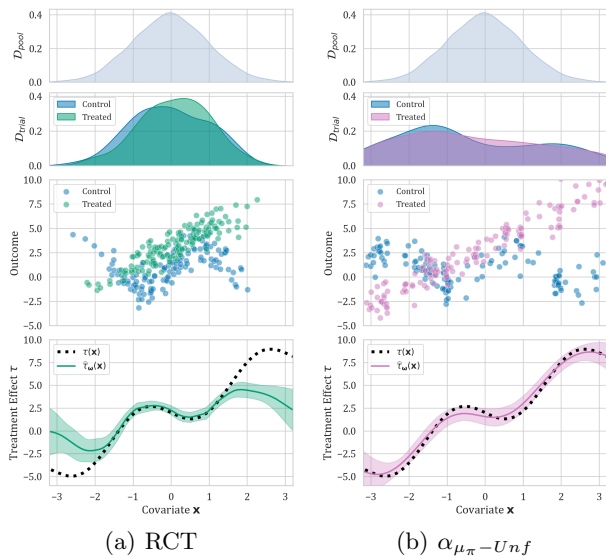 0.4
0.0
𝒟pool
0.4
0.2
0.0
𝒟trial
Control
Treated
10.0
7.5
5.0
2.5
0.0
−2.5
−5.0
Outcome
Control
Treated
10.0
7.5
5.0
2.5
0.0
−2.5
−5.0
Treatment Effect τ
τ(x)
τ̂ω(x)
−3 −2 −1 0 1 2 3
Covariate x
(a) RCT
0.4
0.0
𝒟pool
0.4
0.2
0.0
𝒟trial
Control
Treated
10.0
7.5
5.0
2.5
0.0
−2.5
−5.0
Outcome
Control
Treated
10.0
7.5
5.0
2.5
0.0
−2.5
−5.0
Treatment Effect τ
τ(x)
τ̂ω(x)
−3 −2 −1 0 1 2 3
Covariate x
(b) αμπ−Unf